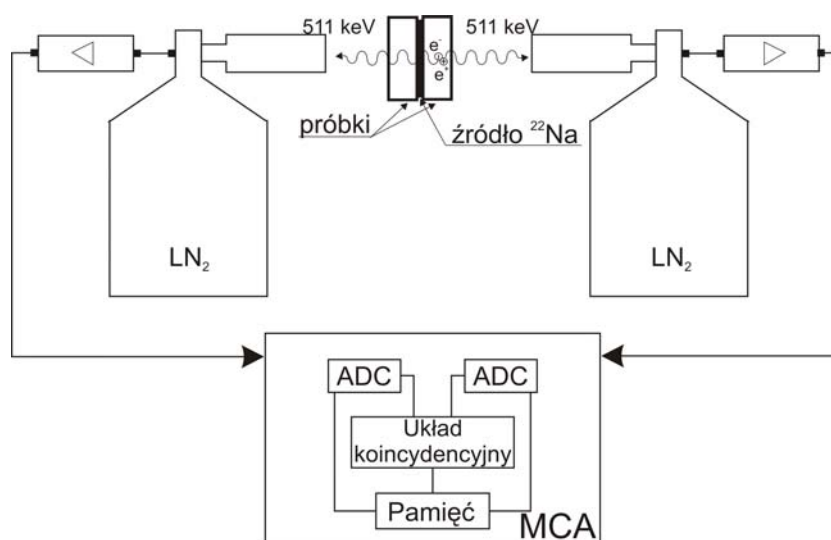 511 keV
511 keV
e⁻
e⁺
próbki
źródło ²²Na
LN₂
LN₂
ADC
ADC
Układ
koincydencyjny
Pamięć
MCA